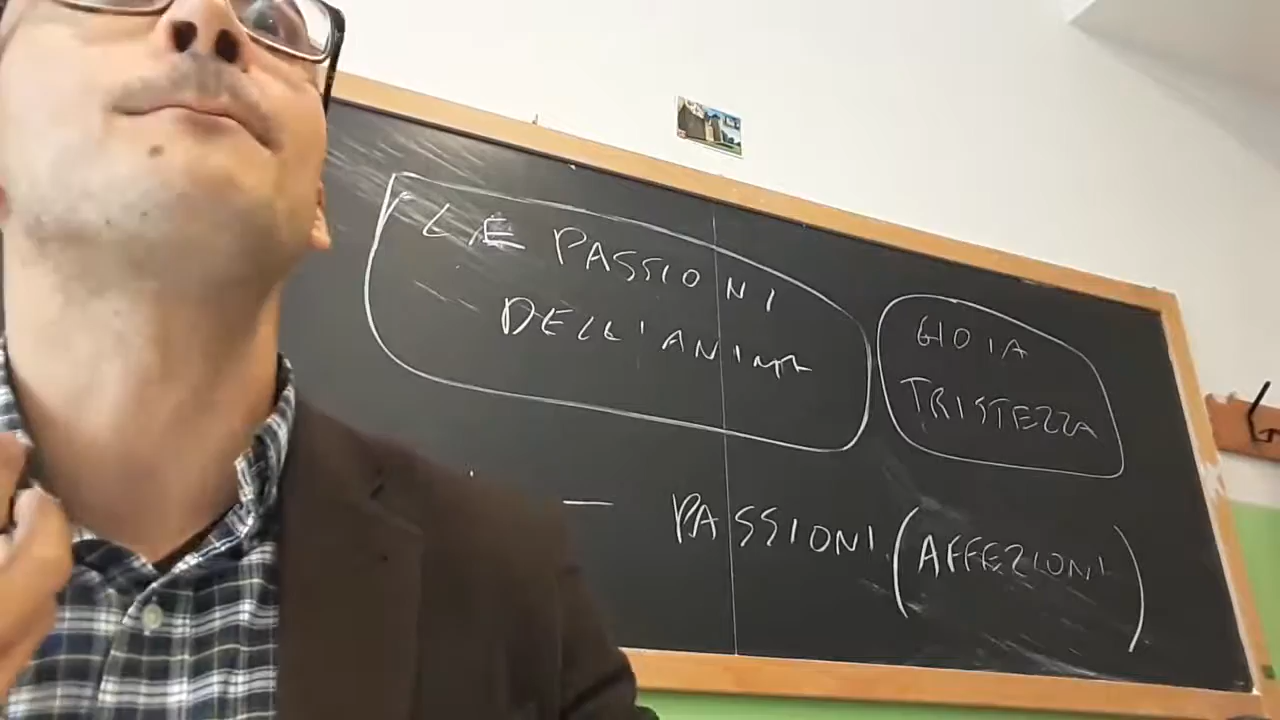 LE PASSIONI
DELL'ANIMA
GIOIA
TRISTEZZA
— PASSIONI (AFFEZIONI)